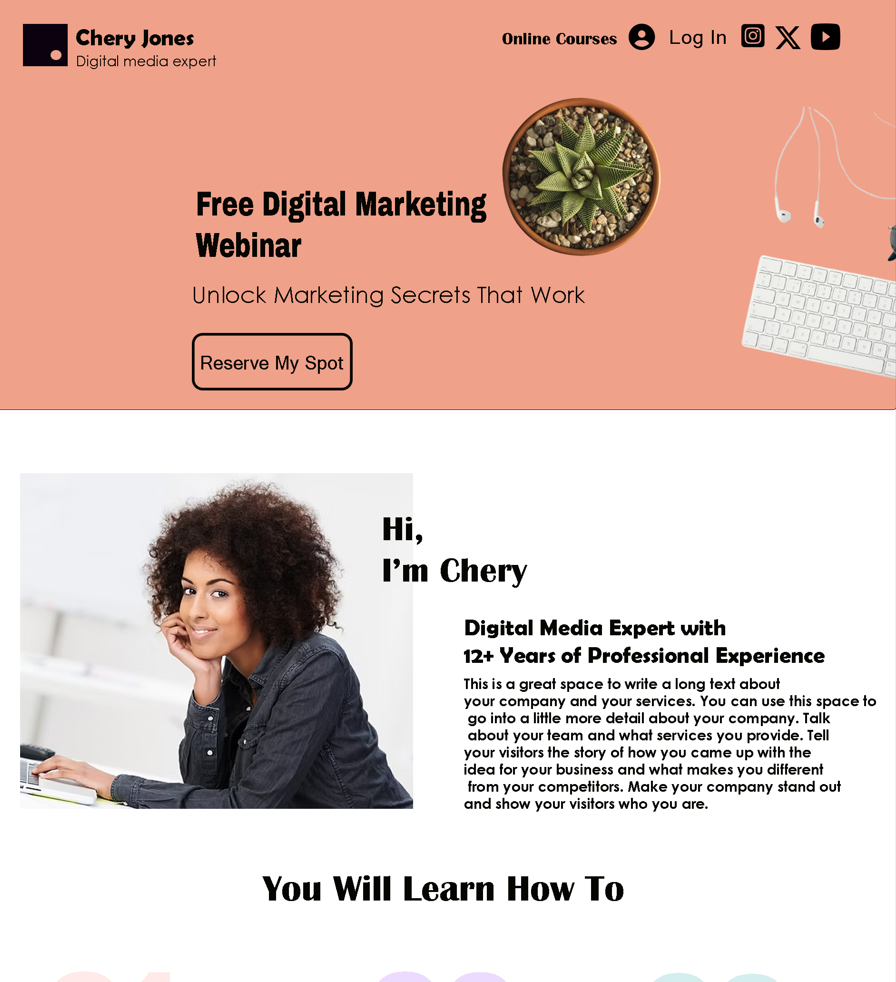 Chery Jones
Digital media expert
Online Courses
Log In
Free Digital Marketing
Webinar
Unlock Marketing Secrets That Work
Reserve My Spot
Hi,
I'm Chery
Digital Media Expert with
12+ Years of Professional Experience
This is a great space to write a long text about
your company and your services. You can use this space to
go into a little more detail about your company. Talk
about your team and what services you provide. Tell
your visitors the story of how you came up with the
idea for your business and what makes you different
from your competitors. Make your company stand out
and show your visitors who you are.
You Will Learn How To